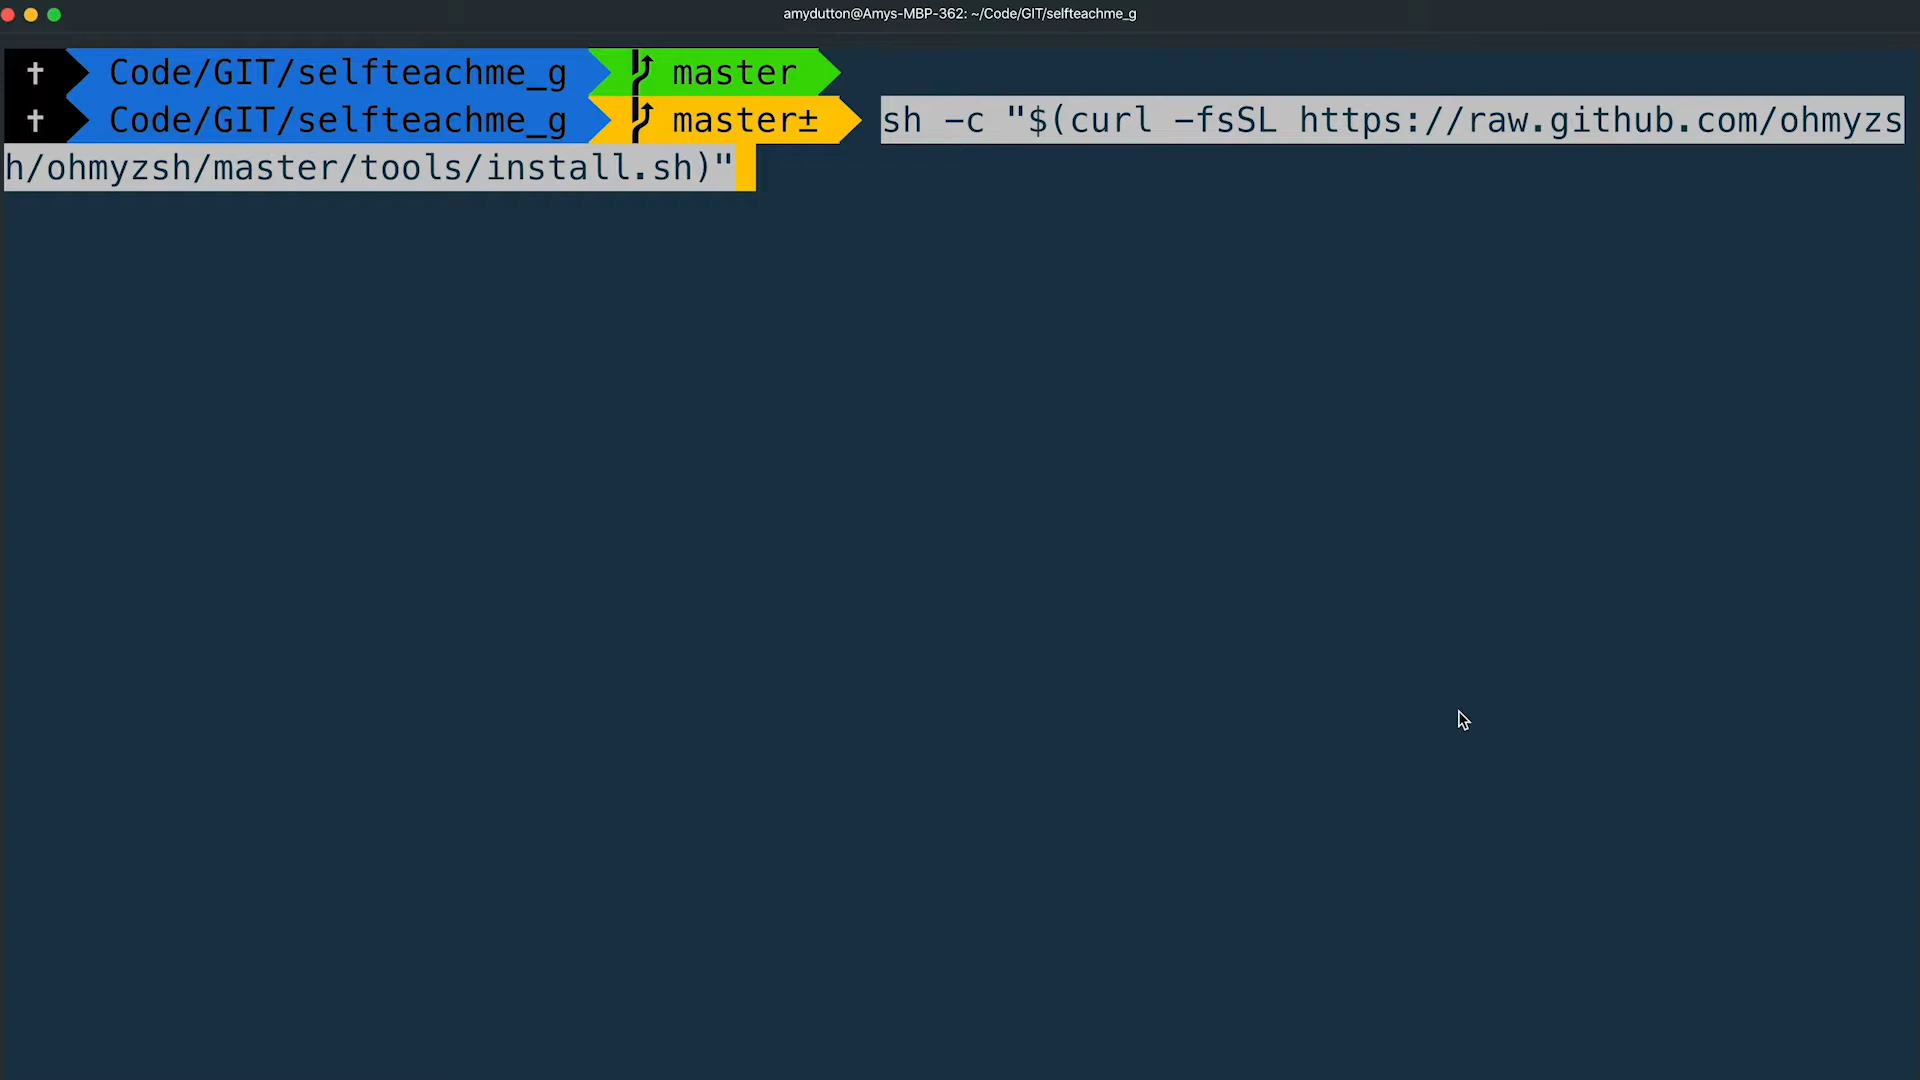 amydutton@Amys-MBP-362: ~/Code/GIT/selfteachme_g
✝ Code/GIT/selfteachme_g master
✝ Code/GIT/selfteachme_g master± sh -c "$(curl -fsSL https://raw.github.com/ohmyzs
h/ohmyzsh/master/tools/install.sh)"